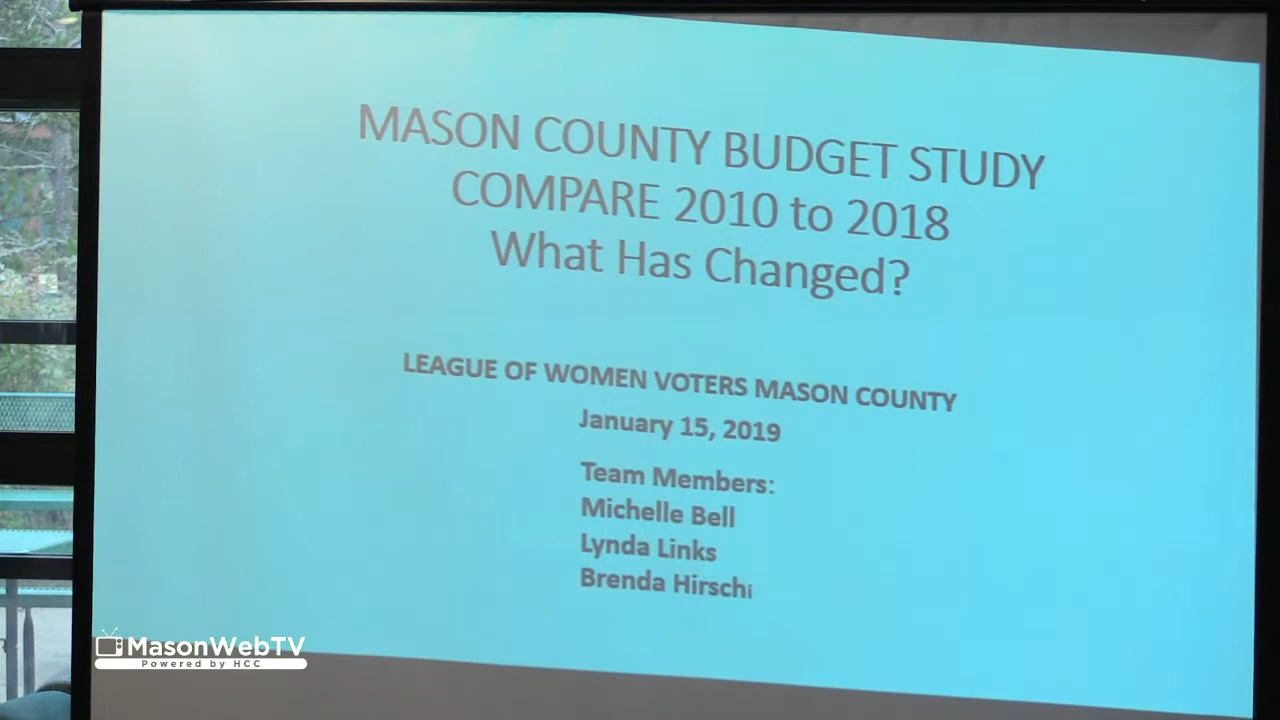 MASON COUNTY BUDGET STUDY
COMPARE 2010 to 2018
What Has Changed?
LEAGUE OF WOMEN VOTERS MASON COUNTY
January 15, 2019
Team Members:
Michelle Bell
Lynda Links
Brenda Hirschi
MasonWebTV
Powered by HCC